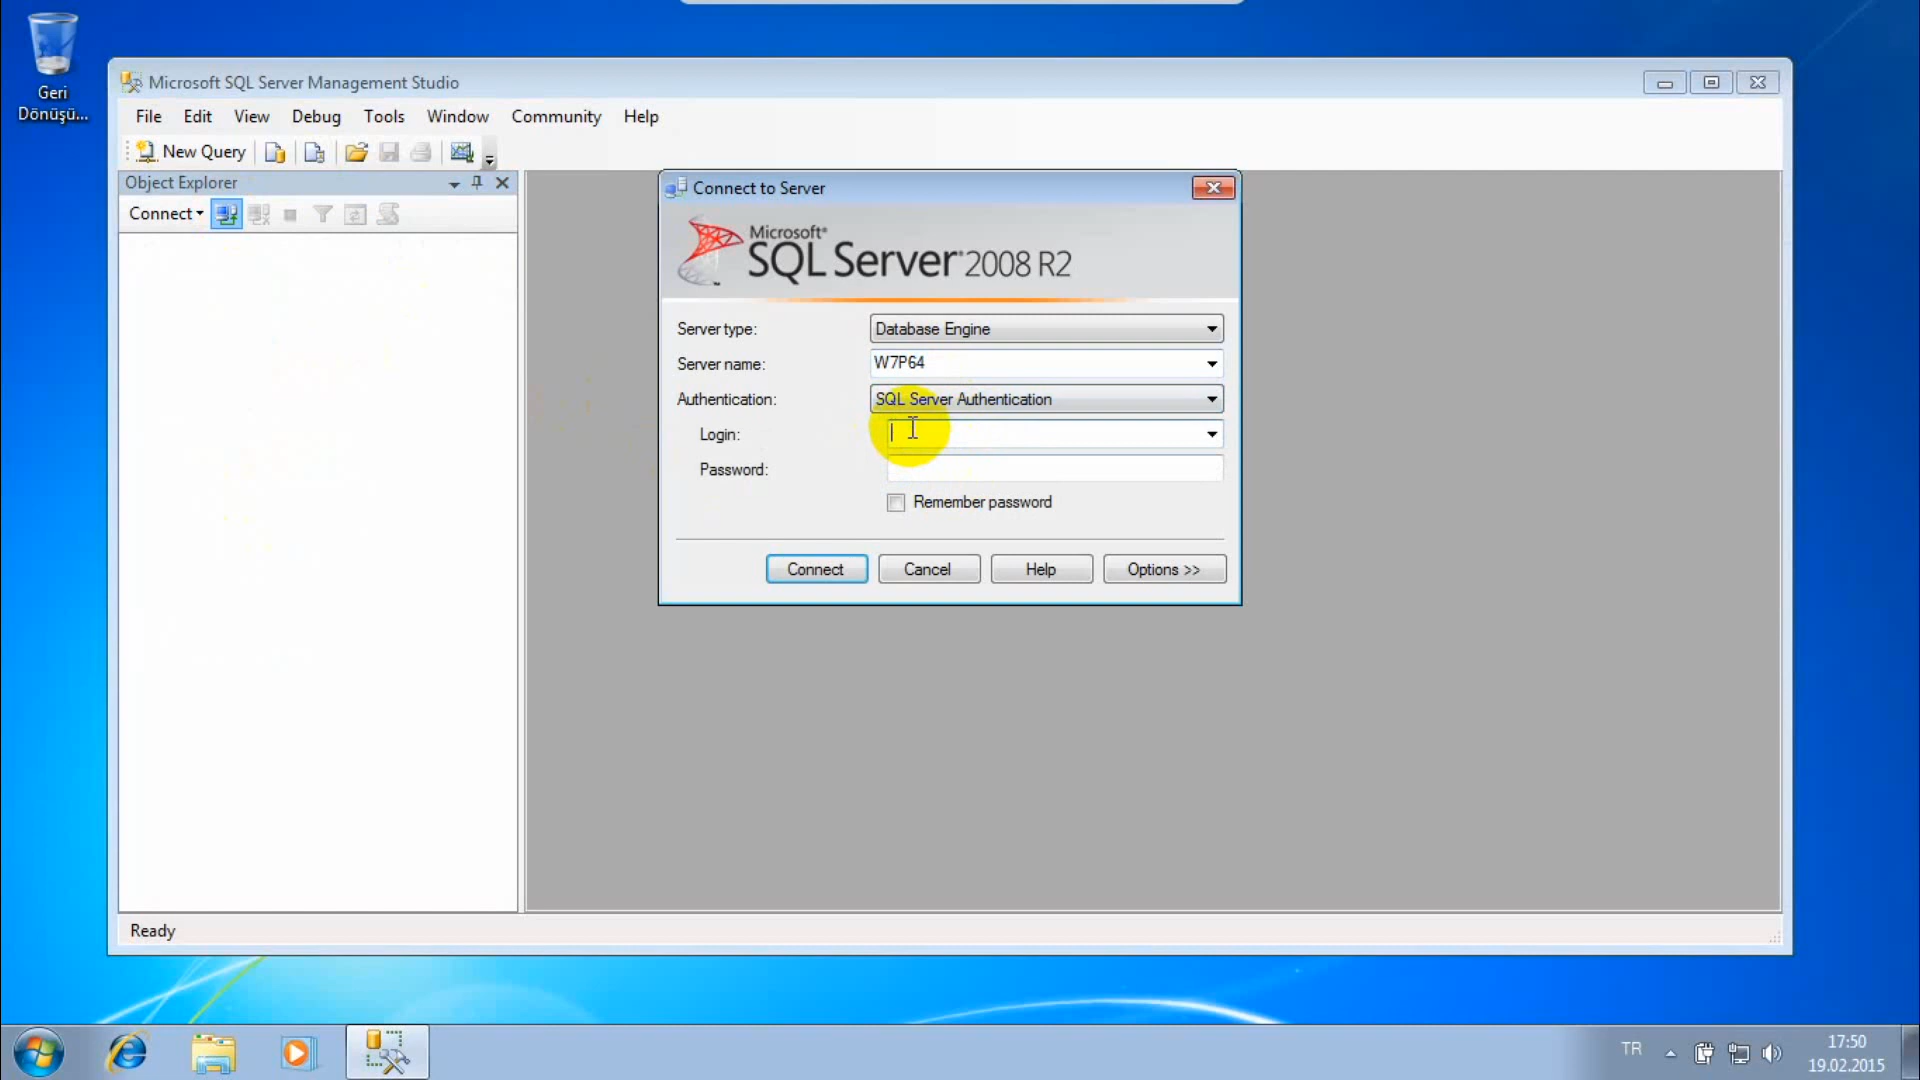 Geri
Dönüşü...
Microsoft SQL Server Management Studio
File Edit View Debug Tools Window Community Help
New Query
Object Explorer
Connect
Connect to Server
Microsoft®
SQL Server® 2008 R2
Server type: Database Engine
Server name: W7P64
Authentication: SQL Server Authentication
Login:
Password:
Remember password
Connect Cancel Help Options >>
Ready
TR
17:50
19.02.2015